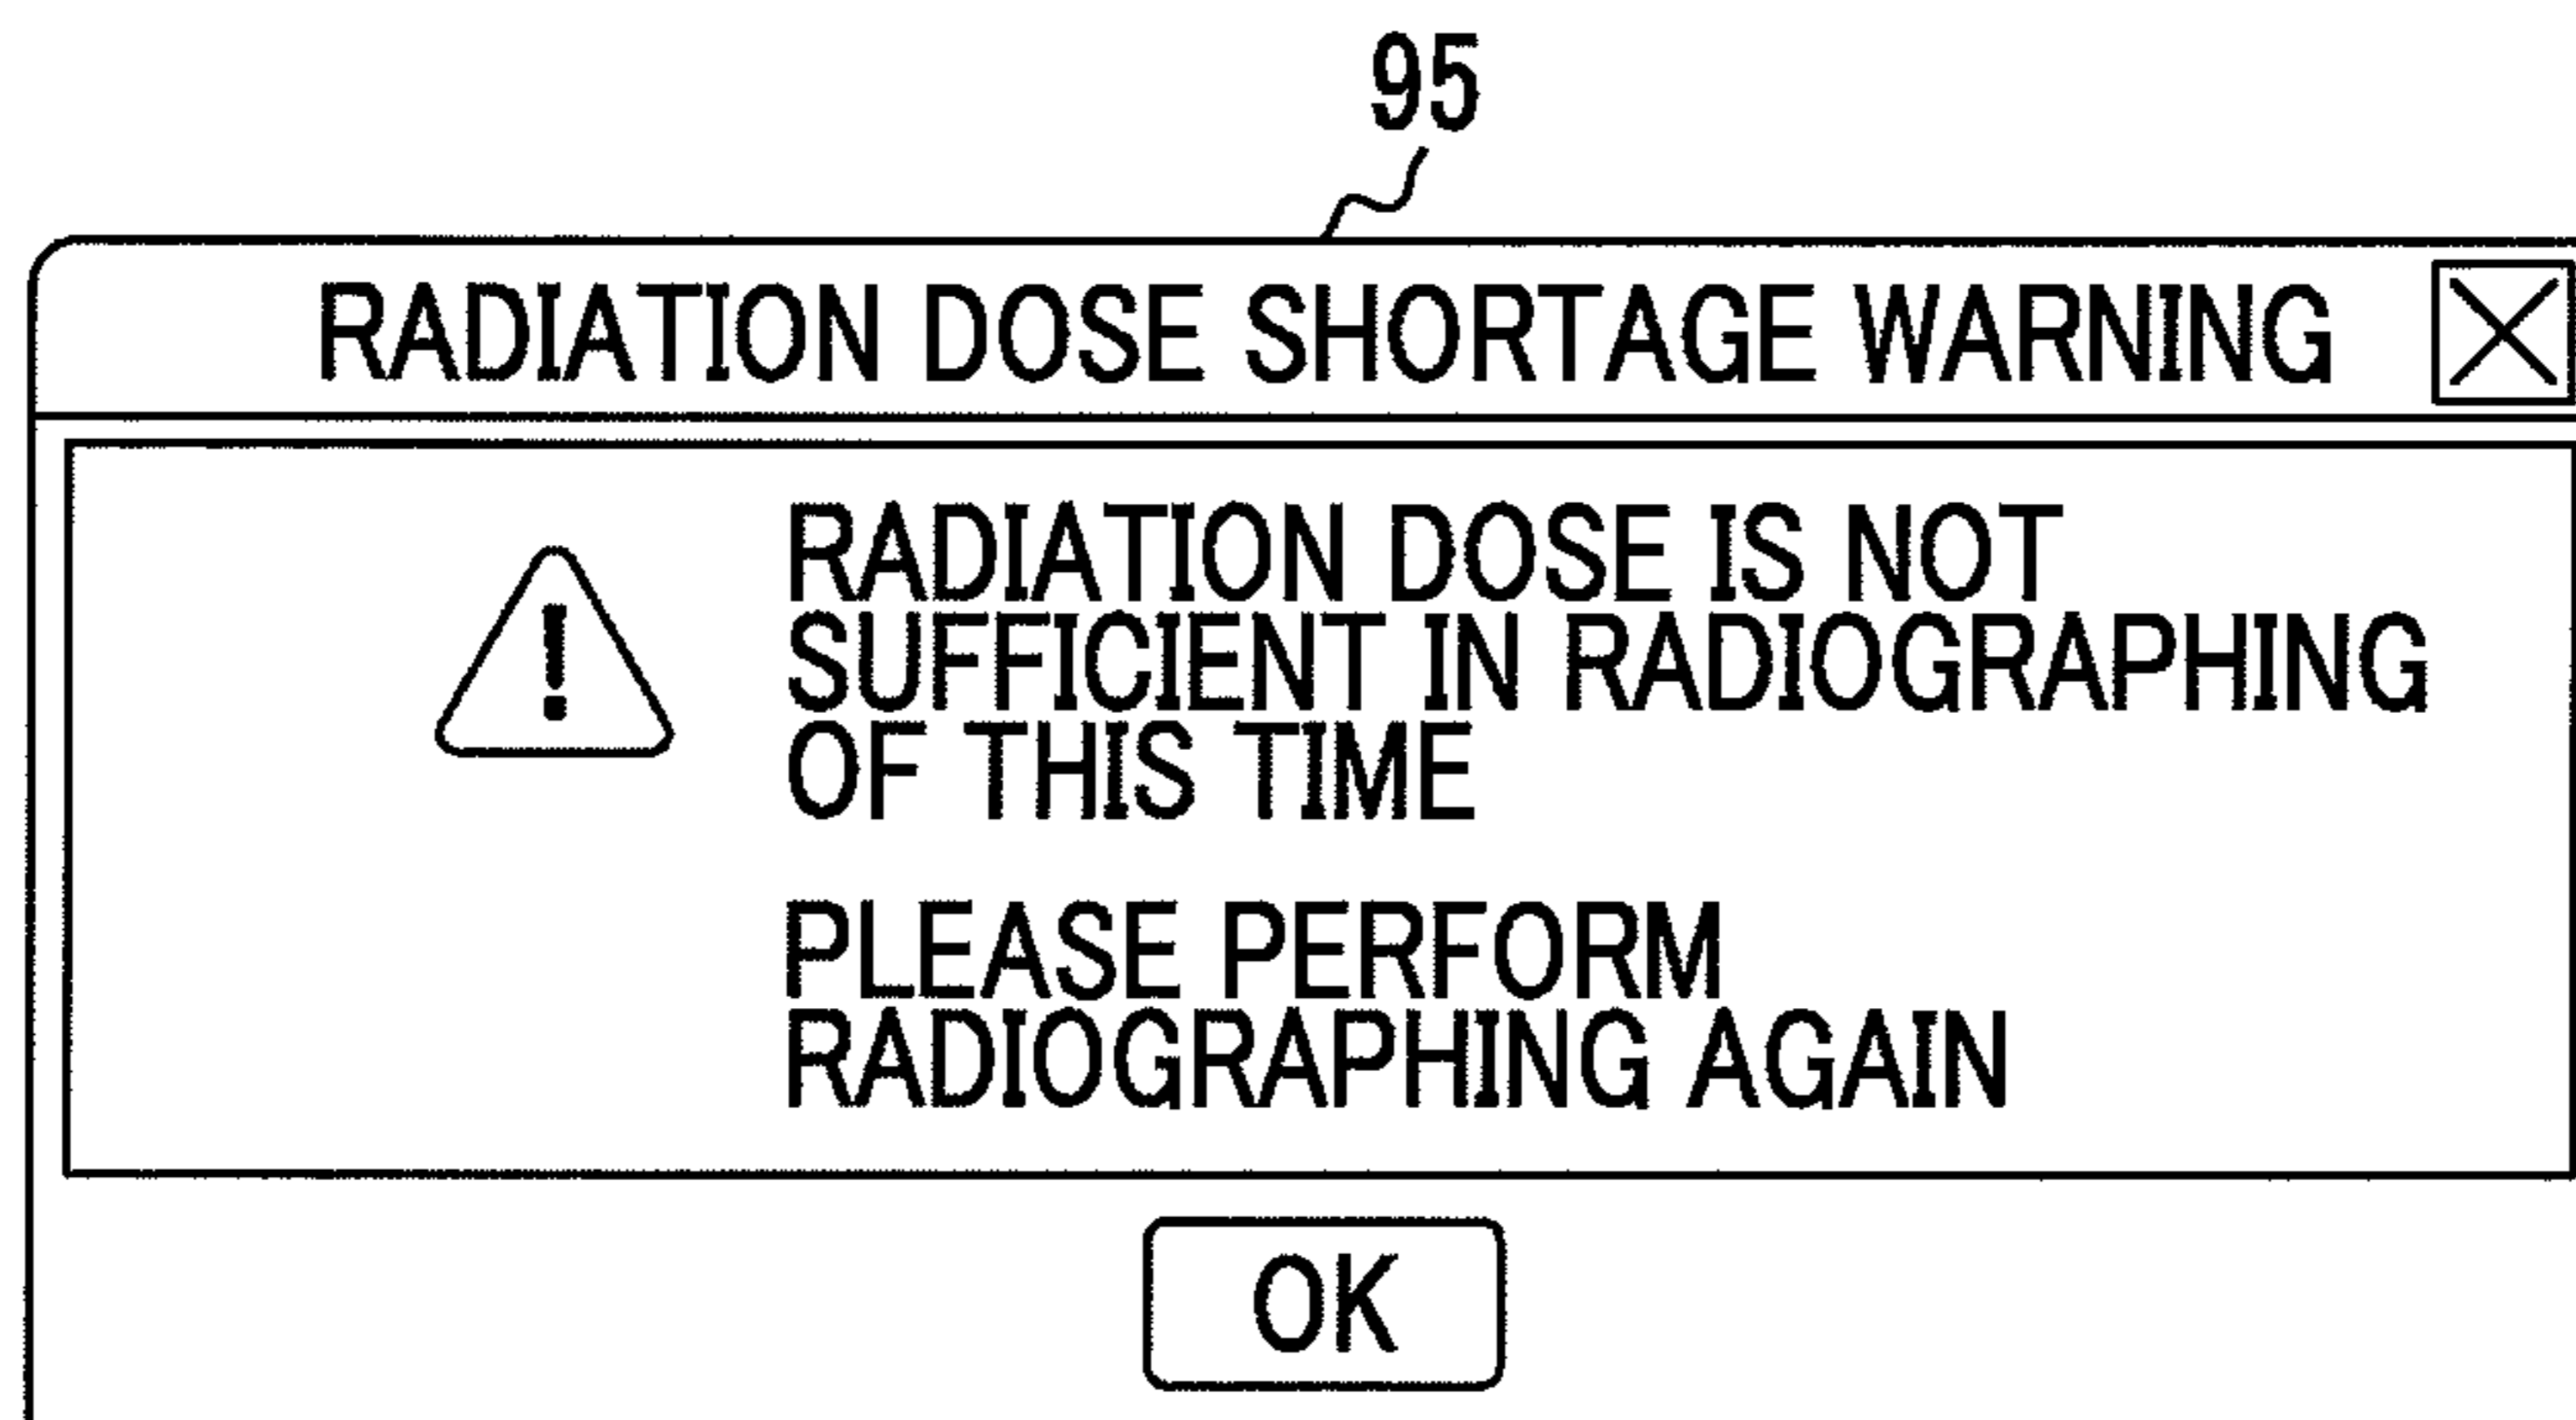 95
RADIATION DOSE SHORTAGE WARNING
RADIATION DOSE IS NOT
SUFFICIENT IN RADIOGRAPHING
OF THIS TIME
PLEASE PERFORM
RADIOGRAPHING AGAIN
OK